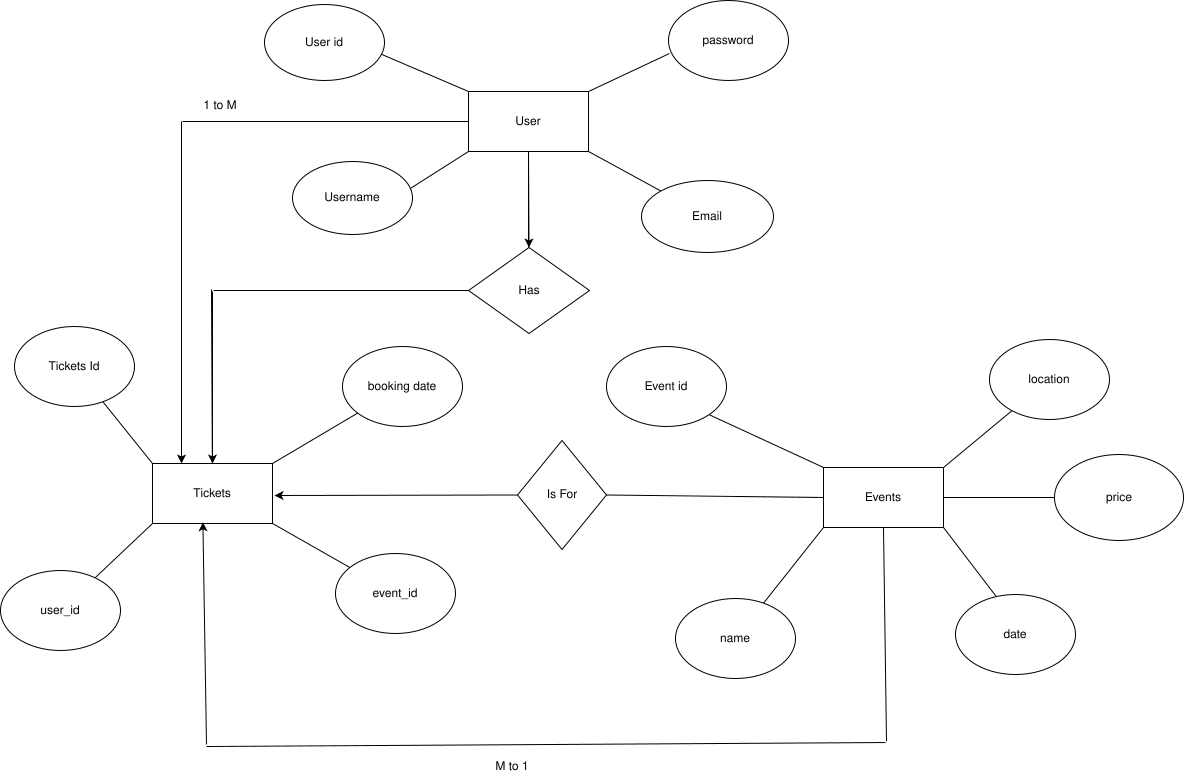 User id
password
1 to M
User
Username
Email
Has
Tickets Id
booking date
Event id
location
Tickets
Is For
Events
price
user_id
event_id
name
date
M to 1